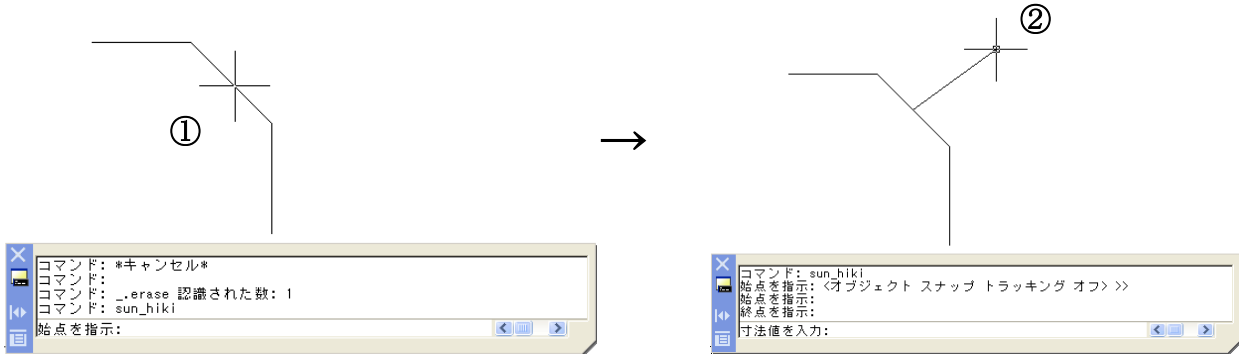 ②
①
→
コマンド: *キャンセル*
コマンド:
コマンド: _.erase 認識された数: 1
コマンド: sun_hiki
始点を指示:
コマンド: sun_hiki
始点を指示: <オブジェクト スナップ トラッキング オフ> >>
始点を指示:
終点を指示:
寸法値を入力: